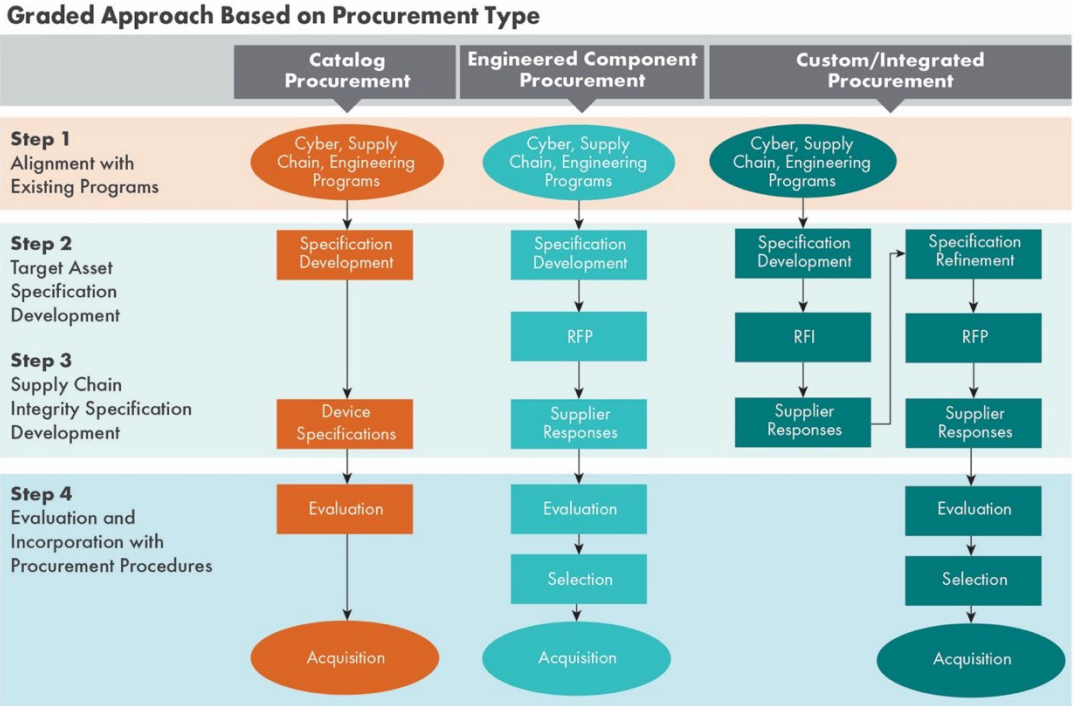 Graded Approach Based on Procurement Type
Catalog
Procurement
Engineered Component
Procurement
Custom/Integrated
Procurement
Step 1
Alignment with
Existing Programs
Cyber, Supply
Chain, Engineering
Programs
Cyber, Supply
Chain, Engineering
Programs
Cyber, Supply
Chain, Engineering
Programs
Step 2
Target Asset
Specification
Development
Specification
Development
Specification
Development
Specification
Development
Specification
Refinement
RFP
RFI
RFP
Step 3
Supply Chain
Integrity Specification
Development
Device
Specifications
Supplier
Responses
Supplier
Responses
Supplier
Responses
Step 4
Evaluation and
Incorporation with
Procurement Procedures
Evaluation
Evaluation
Evaluation
Selection
Selection
Acquisition
Acquisition
Acquisition